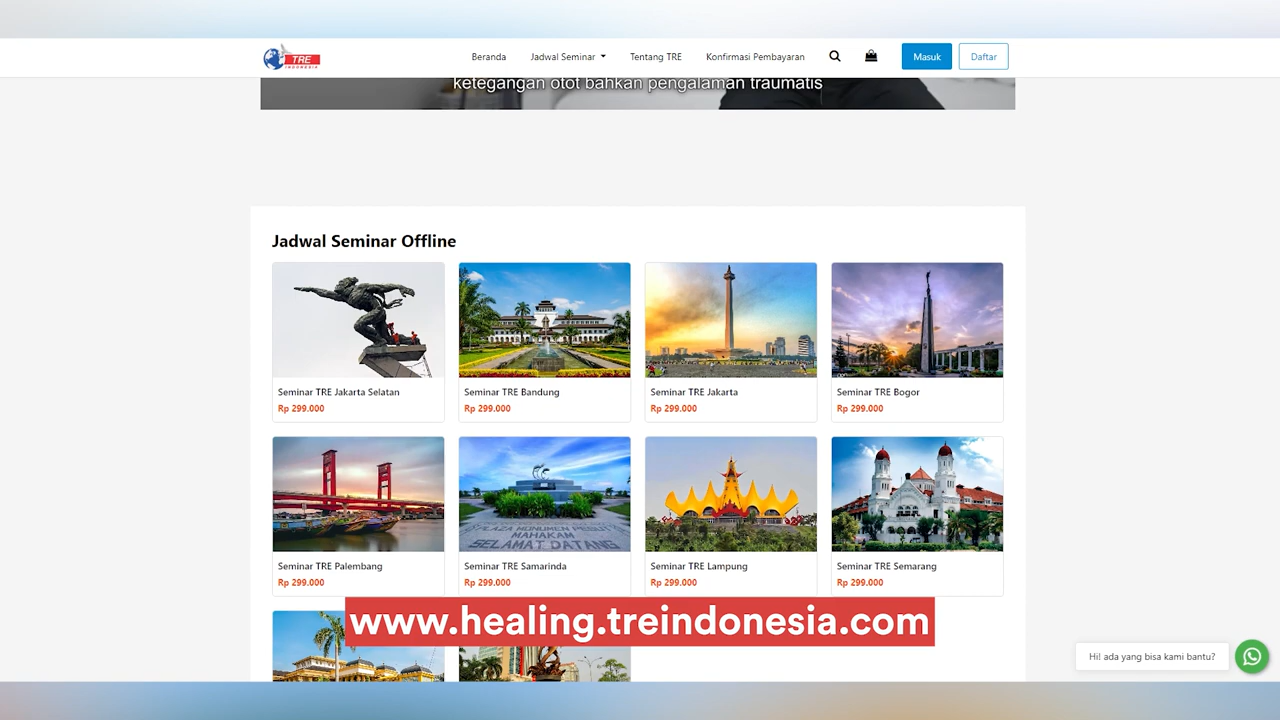 TRE
INDONESIA
Beranda
Jadwal Seminar
Tentang TRE
Konfirmasi Pembayaran
Masuk
Daftar
ketegangan otot bahkan pengalaman traumatis
Jadwal Seminar Offline
Seminar TRE Jakarta Selatan
Rp 299.000
Seminar TRE Bandung
Rp 299.000
Seminar TRE Jakarta
Rp 299.000
Seminar TRE Bogor
Rp 299.000
MAHAKAM
SELAMAT DATANG
Seminar TRE Palembang
Rp 299.000
Seminar TRE Samarinda
Rp 299.000
Seminar TRE Lampung
Rp 299.000
Seminar TRE Semarang
Rp 299.000
www.healing.treindonesia.com
Hi! ada yang bisa kami bantu?